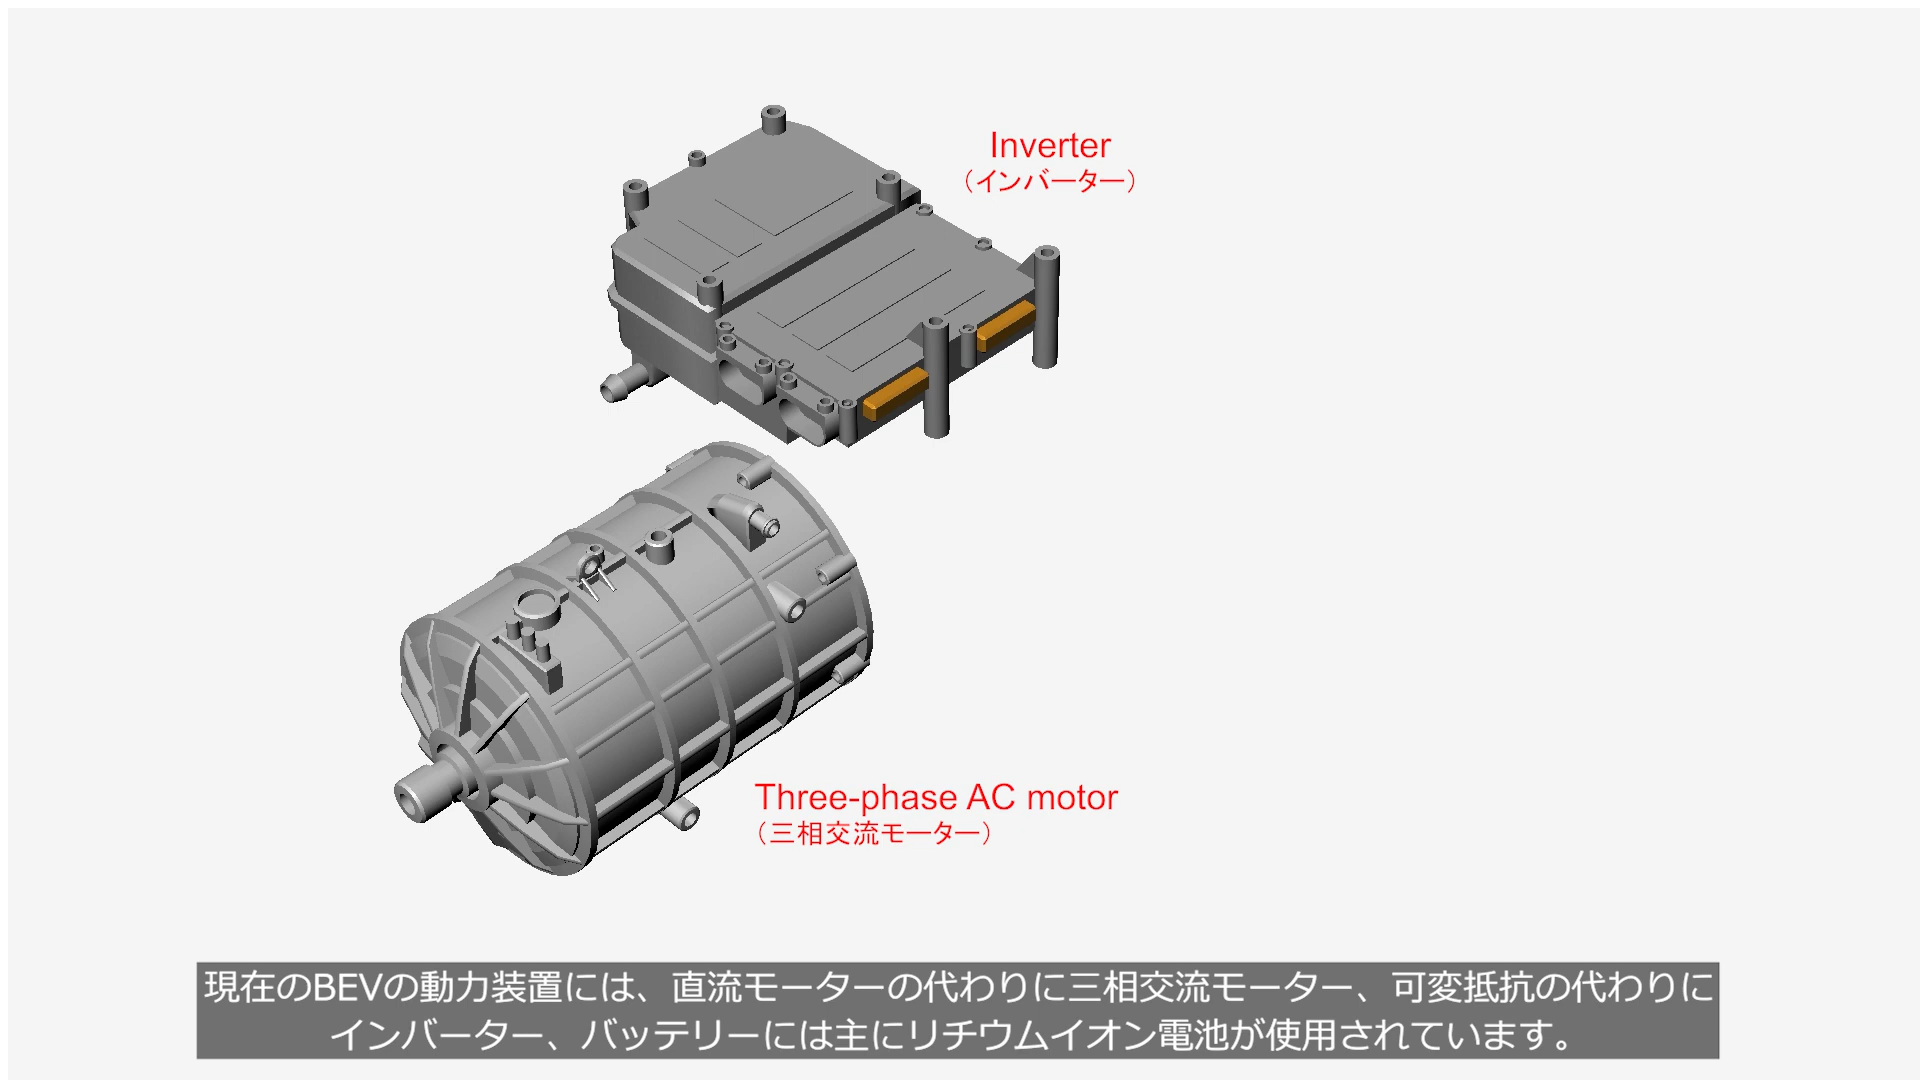 Inverter
（インバーター）
Three-phase AC motor
（三相交流モーター）
現在のBEVの動力装置には、直流モーターの代わりに三相交流モーター、可変抵抗の代わりに
インバーター、バッテリーには主にリチウムイオン電池が使用されています。